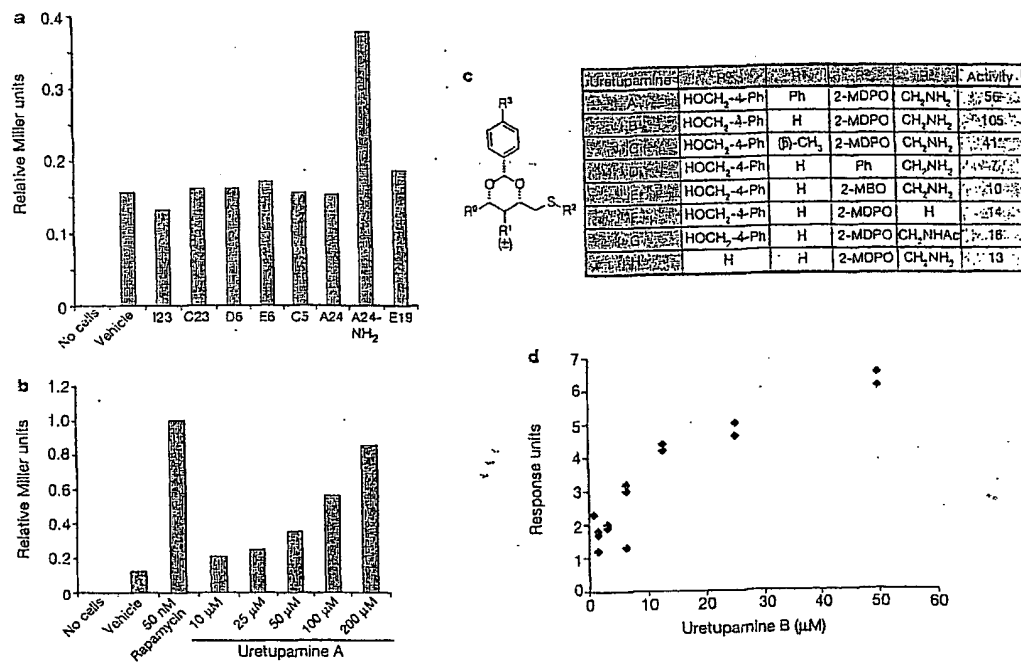 a
Relative Miller units
0.4
0.3
0.2
0.1
0
No cells
Vehicle
I23
C23
D6
E6
C5
A24
A24-
NH2
E19
b
Relative Miller units
1.2
1.0
0.8
0.6
0.4
0.2
0
No cells
Vehicle
50 nM
Rapamycin
10 μM
25 μM
50 μM
100 μM
200 μM
Uretupamine A
c
R³
O O
R⁰ S R²
R¹
(±)
Uretupamine Activity
HOCH2-4-Ph Ph 2-MDPO CH2NH2 56
HOCH2-4-Ph H 2-MDPO CH2NH2 105
HOCH2-4-Ph (β)-CH3 2-MDPO CH2NH2 41
HOCH2-4-Ph H Ph CH2NH2 7
HOCH2-4-Ph H 2-MBO CH2NH2 10
HOCH2-4-Ph H 2-MDPO H 14
HOCH2-4-Ph H 2-MDPO CH2NHAc 16
H H 2-MDPO CH2NH2 13
d
Response units
7
6
5
4
3
2
1
0
0 10 20 30 40 50 60
Uretupamine B (μM)